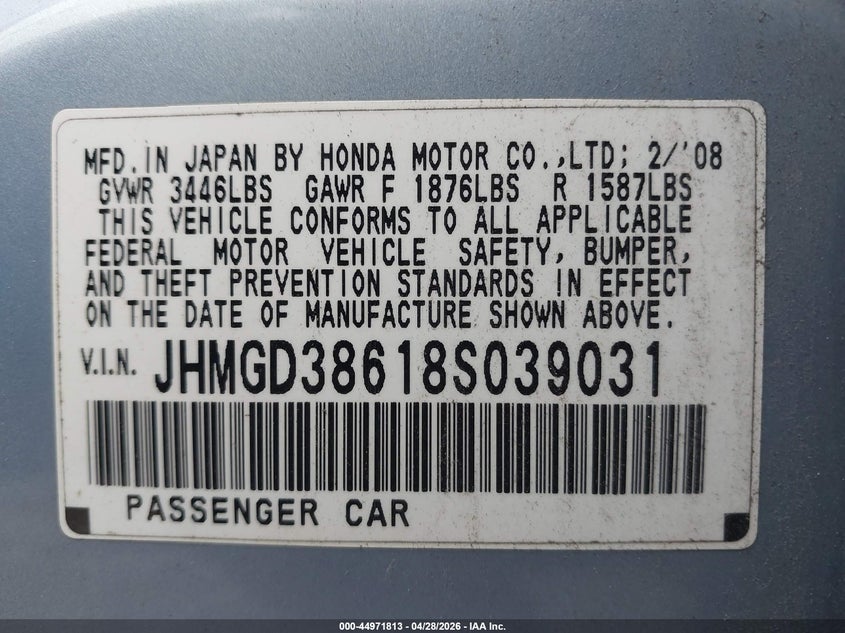 MFD.IN JAPAN BY HONDA MOTOR CO.,LTD; 2/'08
GVWR 3446LBS GAWR F 1876LBS R 1587LBS
THIS VEHICLE CONFORMS TO ALL APPLICABLE
FEDERAL MOTOR VEHICLE SAFETY, BUMPER,
AND THEFT PREVENTION STANDARDS IN EFFECT
ON THE DATE OF MANUFACTURE SHOWN ABOVE.
V.I.N. JHMGD38618S039031
PASSENGER CAR
000-44971813 - 04/28/2026 - IAA Inc.